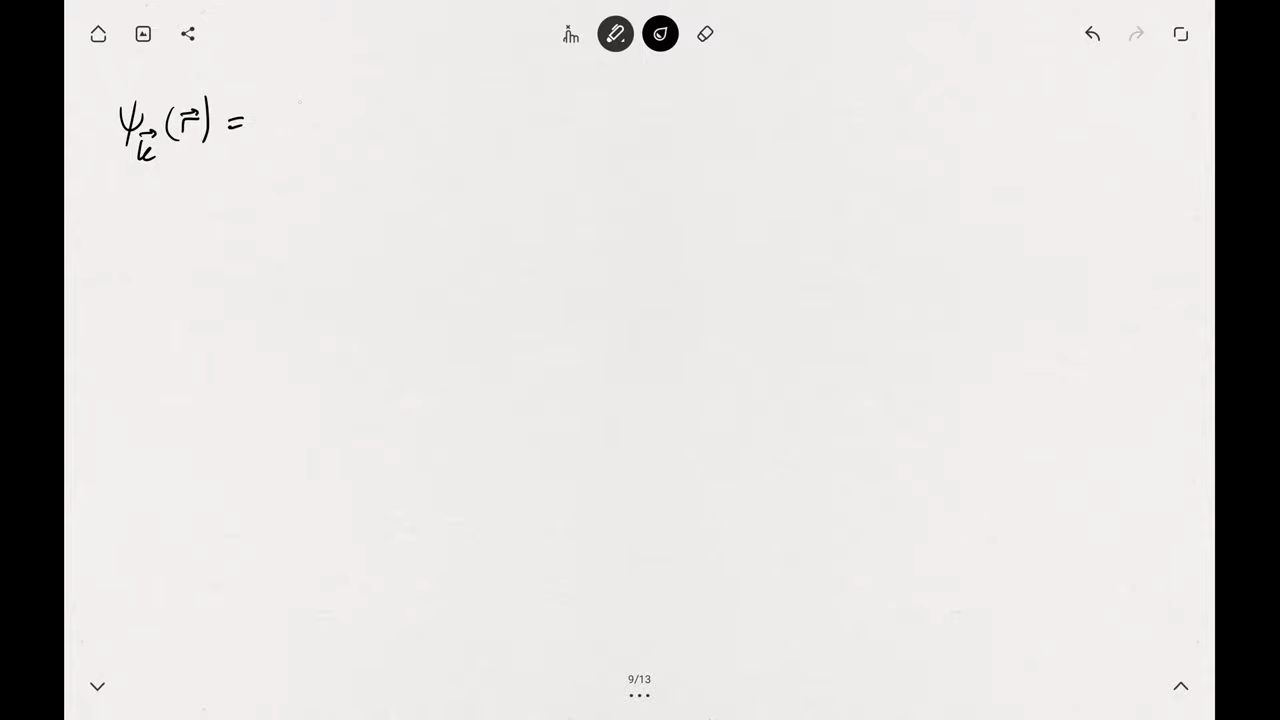 ψ_k⃗ (r⃗) =
9/13